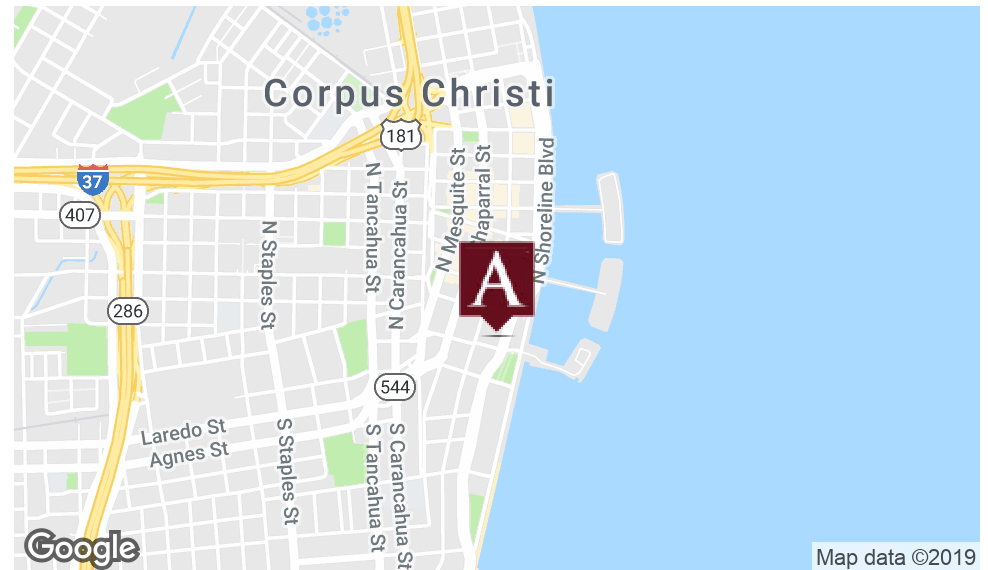 Corpus Christi
181
37
407
N Tancahua St
N Carancahua St
N Mesquite St
Chaparral St
N Shoreline Blvd
N Staples St
A
286
544
Laredo St
Agnes St
S Staples St
S Tancahua St
S Carancahua St
Google
Map data ©2019